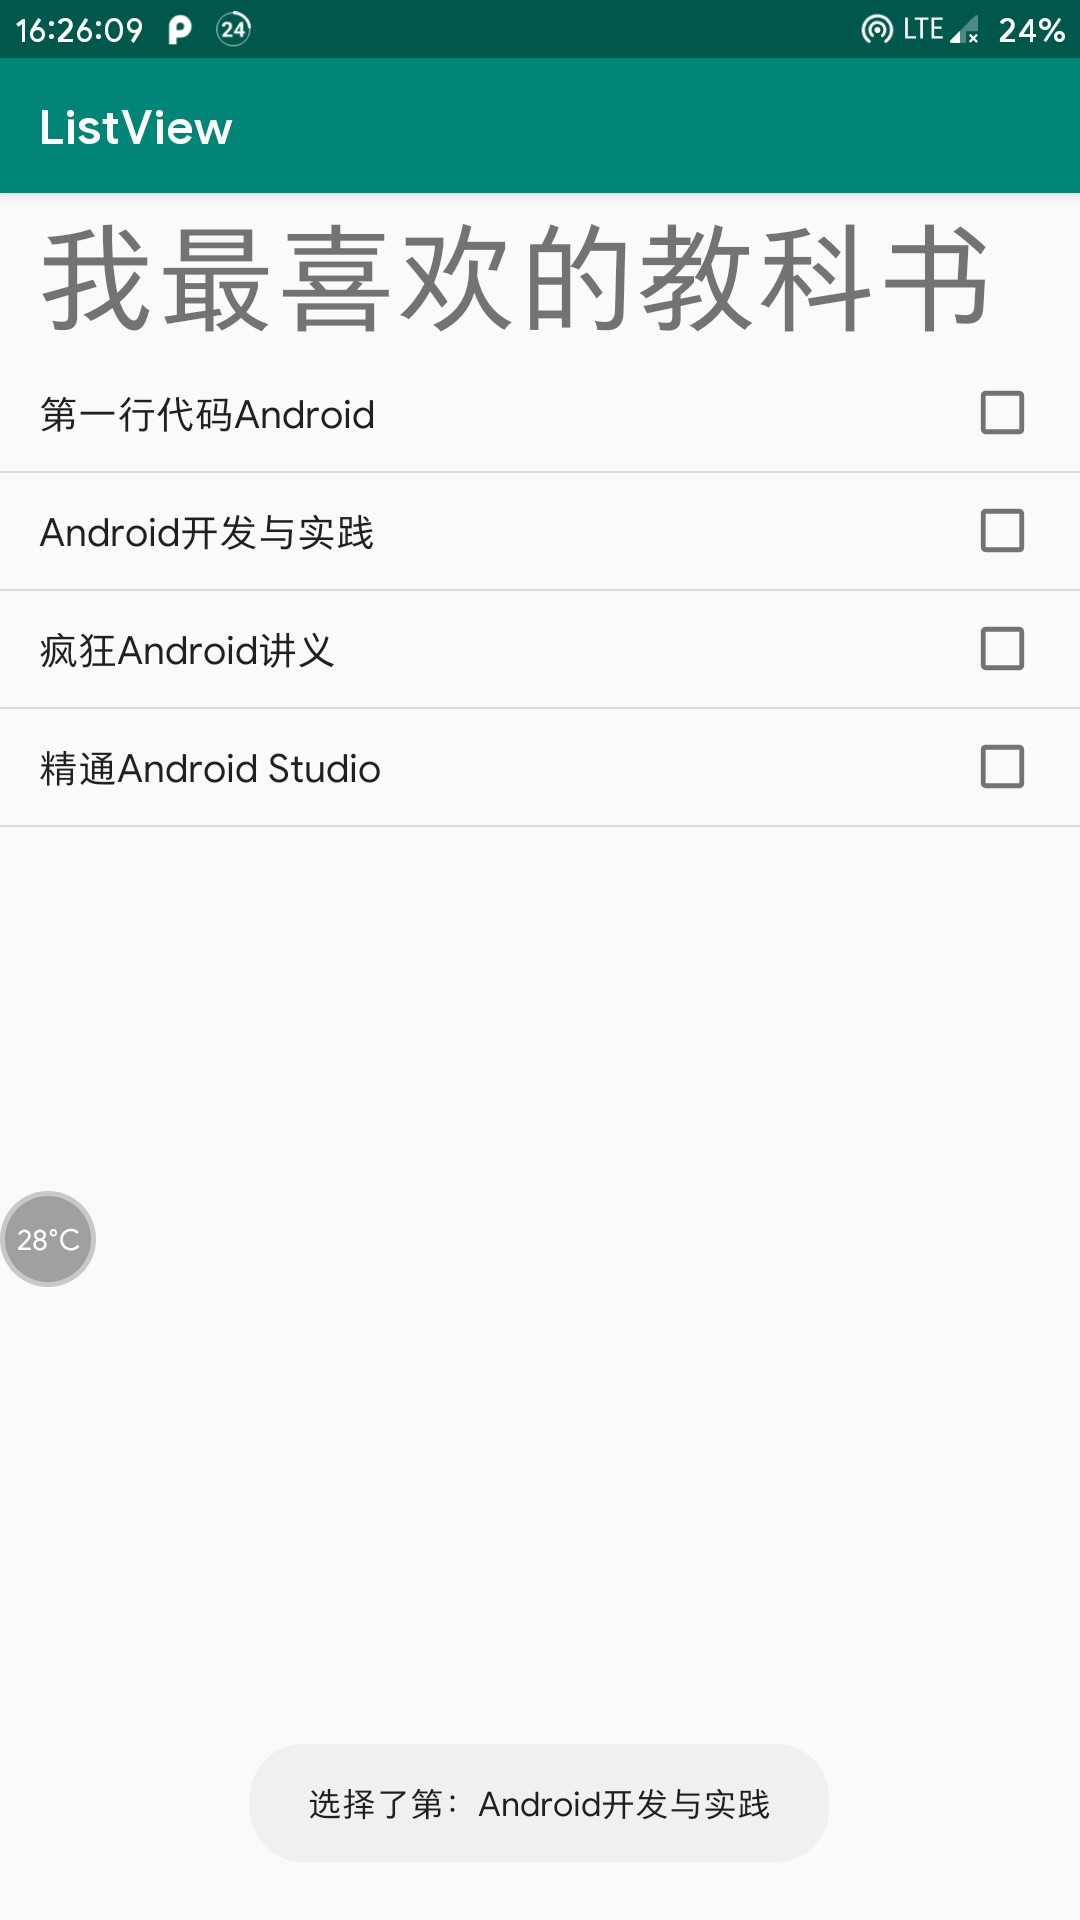 16:26:09 P 24 LTE 24%
ListView
我最喜欢的教科书
第一行代码Android
Android开发与实践
疯狂Android讲义
精通Android Studio
28°C
选择了第：Android开发与实践